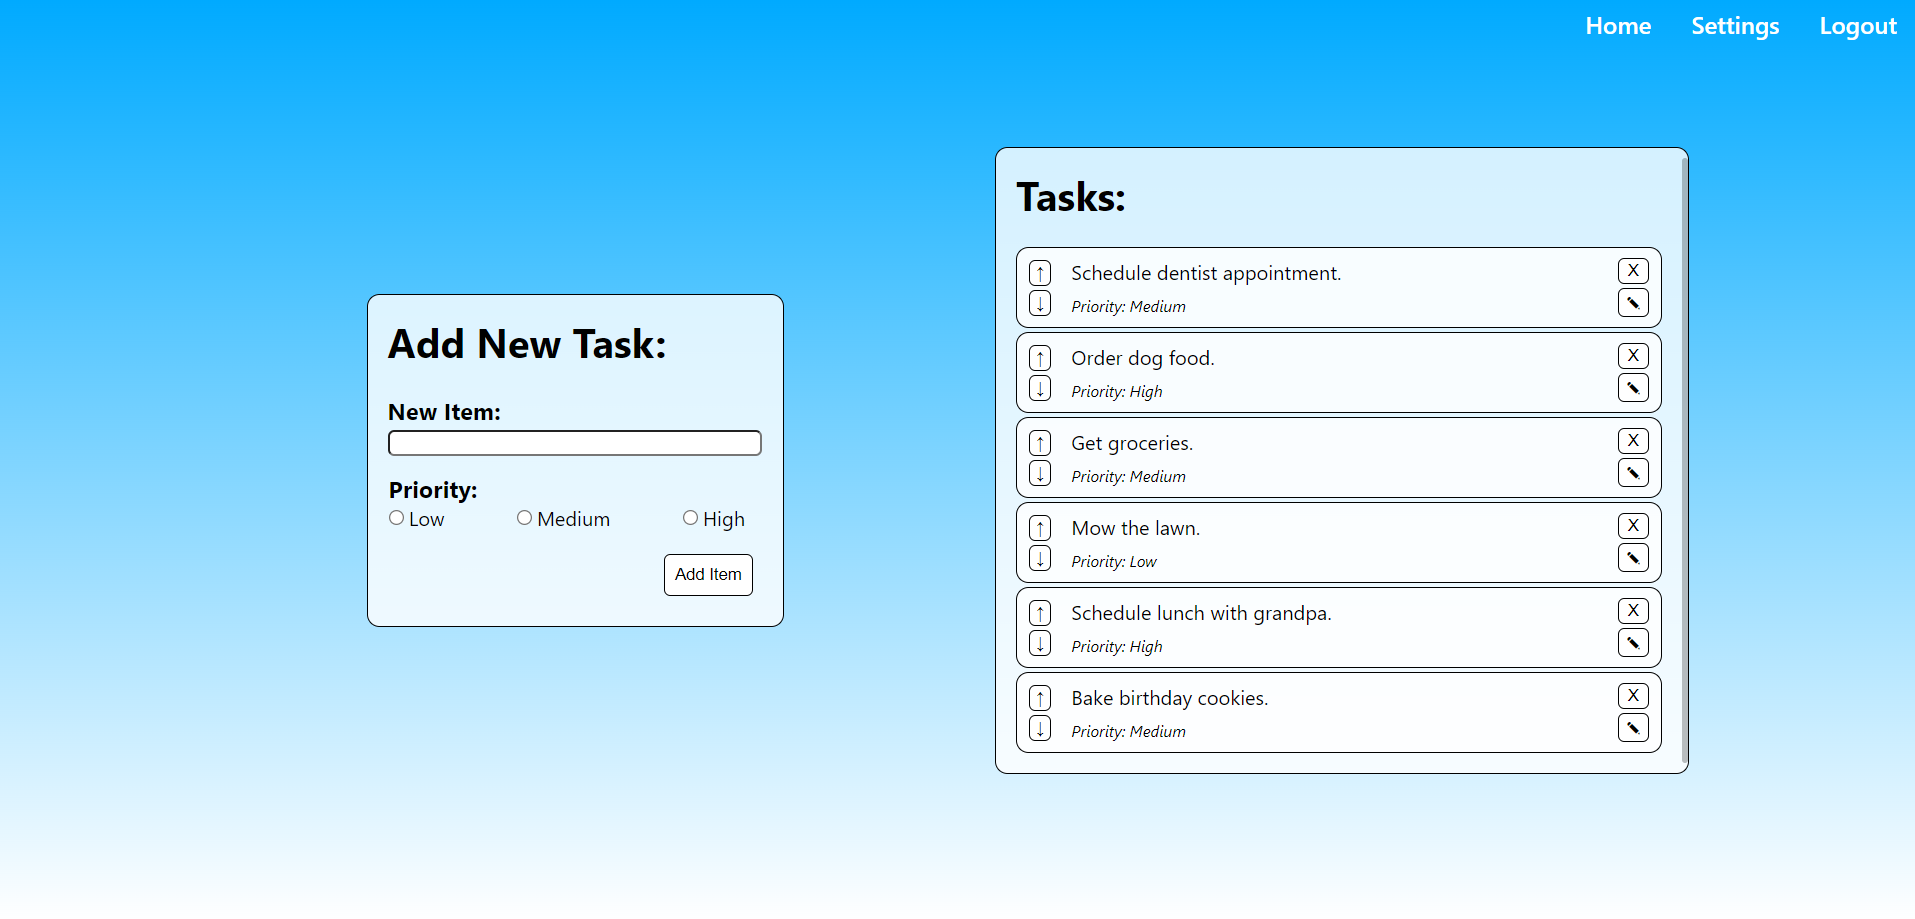 Home Settings Logout
Add New Task:
New Item:
Priority:
Low Medium High
Add Item
Tasks:
↑ Schedule dentist appointment. X
↓ Priority: Medium
↑ Order dog food. X
↓ Priority: High
↑ Get groceries. X
↓ Priority: Medium
↑ Mow the lawn. X
↓ Priority: Low
↑ Schedule lunch with grandpa. X
↓ Priority: High
↑ Bake birthday cookies. X
↓ Priority: Medium